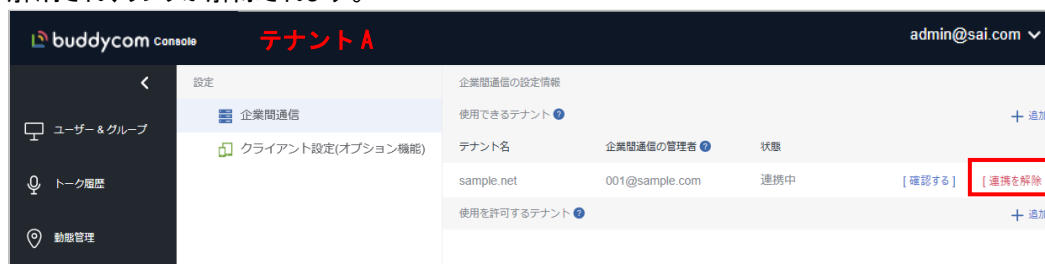 buddycom Console テナントA admin@sai.com
設定 企業間通信の設定情報
企業間通信 使用できるテナント ? + 追加
ユーザー&グループ
クライアント設定(オプション機能) テナント名 企業間通信の管理者 ? 状態
トーク履歴 sample.net 001@sample.com 連携中 [ 確認する ] [ 連携を解除
使用を許可するテナント ? + 追加
動態管理